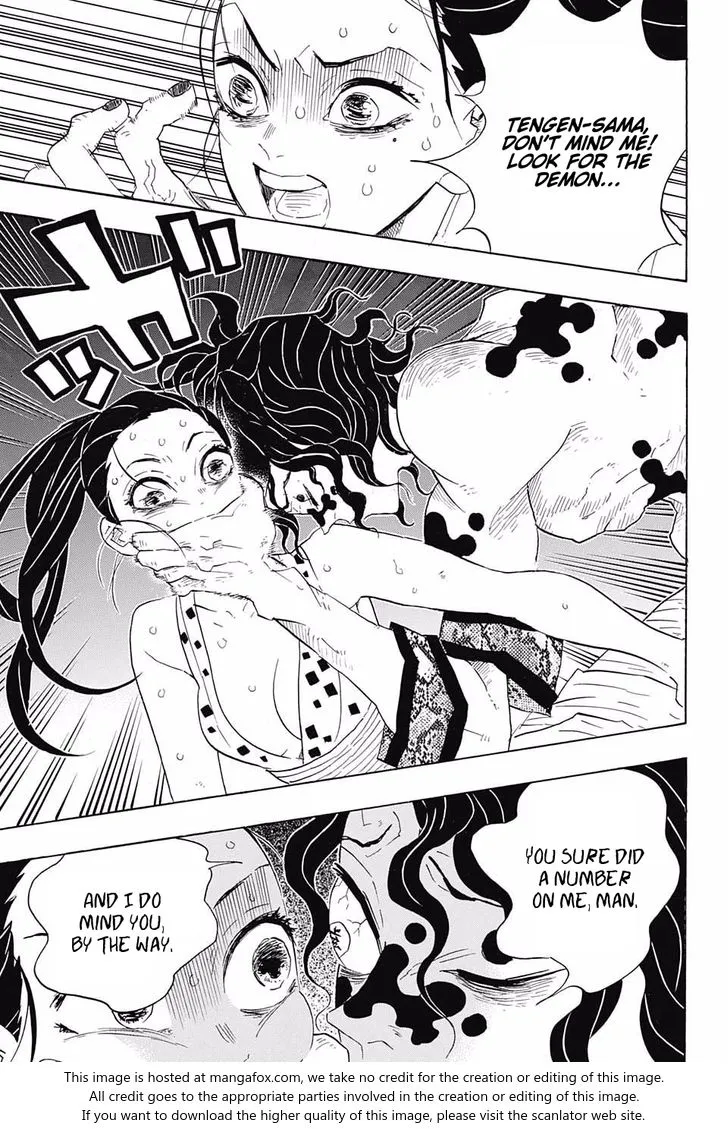 TENGEN-SAMA,
DON'T MIND ME!
LOOK FOR THE
DEMON...
ガッ
YOU SURE DID
A NUMBER
ON ME, MAN.
AND I DO
MIND YOU,
BY THE WAY.
This image is hosted at mangafox.com, we take no credit for the creation or editing of this image.
All credit goes to the appropriate parties involved in the creation or editing of this image.
If you want to download the higher quality of this image, please visit the scanlator web site.